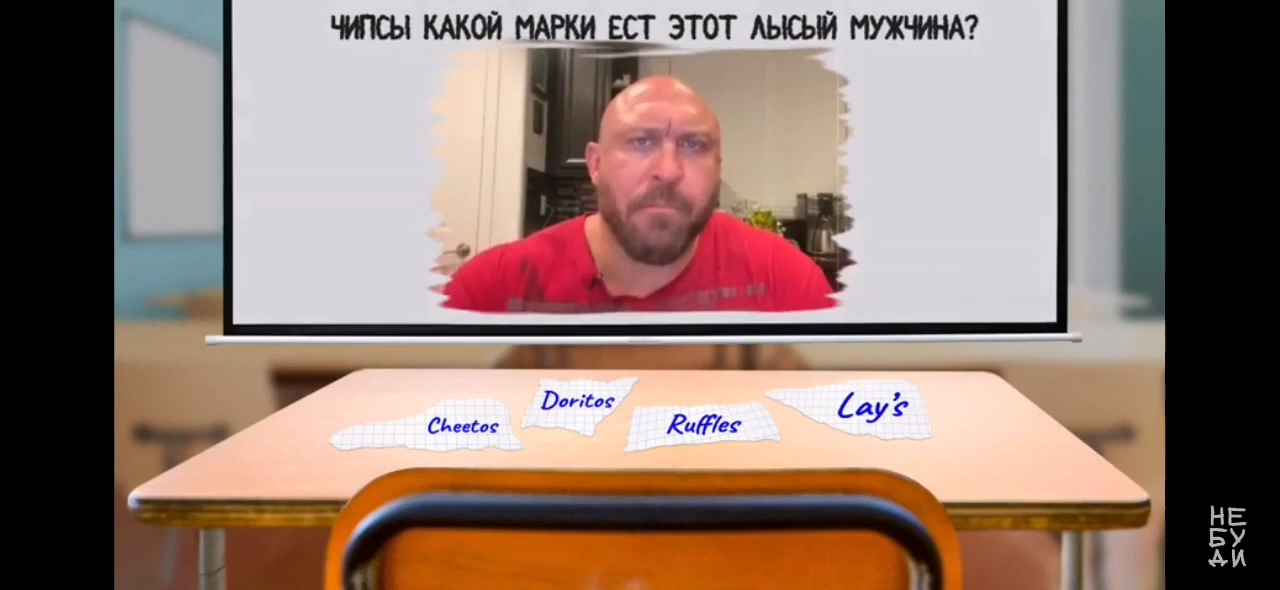 ЧИПСЫ КАКОЙ МАРКИ ЕСТ ЭТОТ ЛЫСЫЙ МУЖЧИНА?
Cheetos
Doritos
Ruffles
Lay's
НЕ
БУ
ДИ